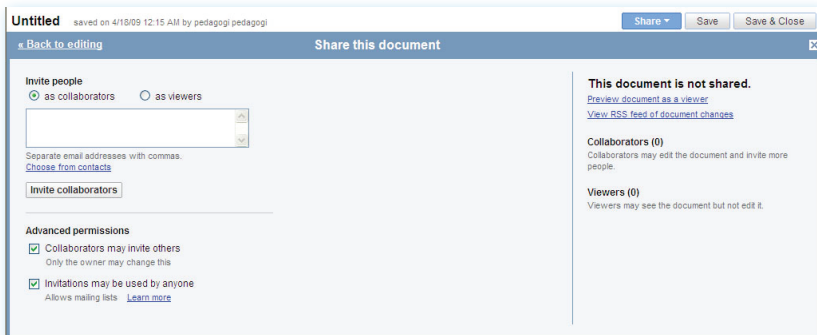 Untitled saved on 4/18/09 12:15 AM by pedagogi pedagogi Share Save Save & Close
« Back to editing Share this document
Invite people
as collaborators as viewers
Separate email addresses with commas.
Choose from contacts
Invite collaborators
Advanced permissions
Collaborators may invite others
Only the owner may change this
Invitations may be used by anyone
Allows mailing lists Learn more
This document is not shared.
Preview document as a viewer
View RSS feed of document changes
Collaborators (0)
Collaborators may edit the document and invite more
people.
Viewers (0)
Viewers may see the document but not edit it.